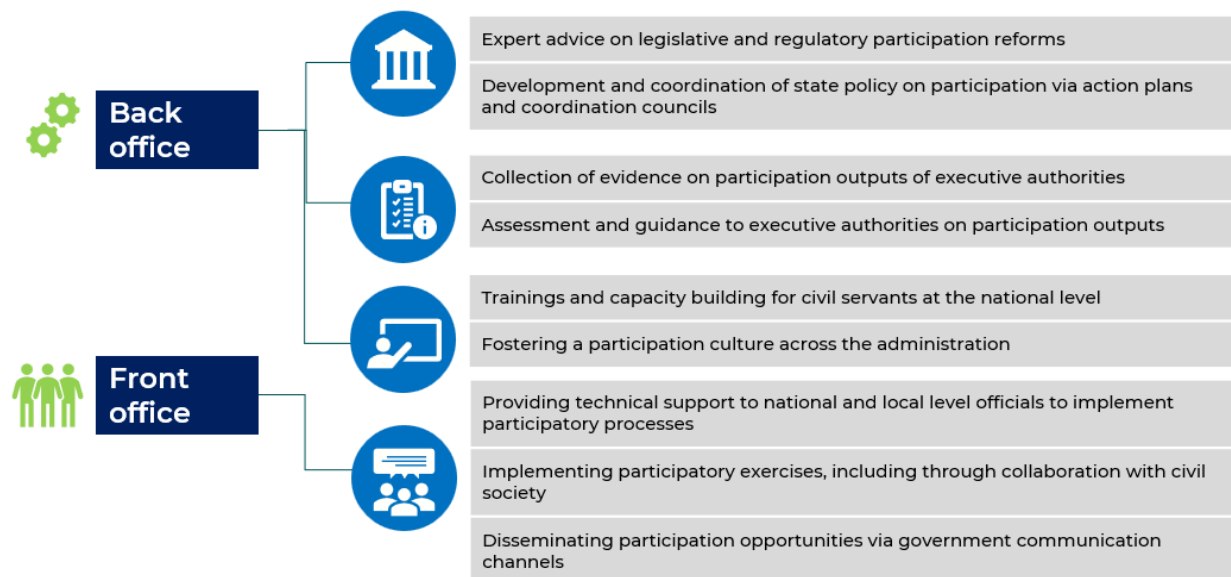 Expert advice on legislative and regulatory participation reforms
Development and coordination of state policy on participation via action plans
and coordination councils
Back
office
Collection of evidence on participation outputs of executive authorities
Assessment and guidance to executive authorities on participation outputs
Trainings and capacity building for civil servants at the national level
Fostering a participation culture across the administration
Front
office
Providing technical support to national and local level officials to implement
participatory processes
Implementing participatory exercises, including through collaboration with civil
society
Disseminating participation opportunities via government communication
channels